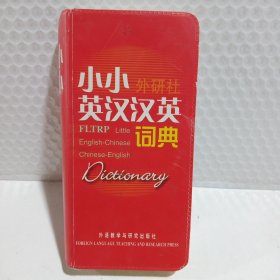 小小 外研社
英汉汉英
FLTRP Little
English-Chinese
Chinese-English
词典
Dictionary
外语教学与研究出版社
FOREIGN LANGUAGE TEACHING AND RESEARCH PRESS